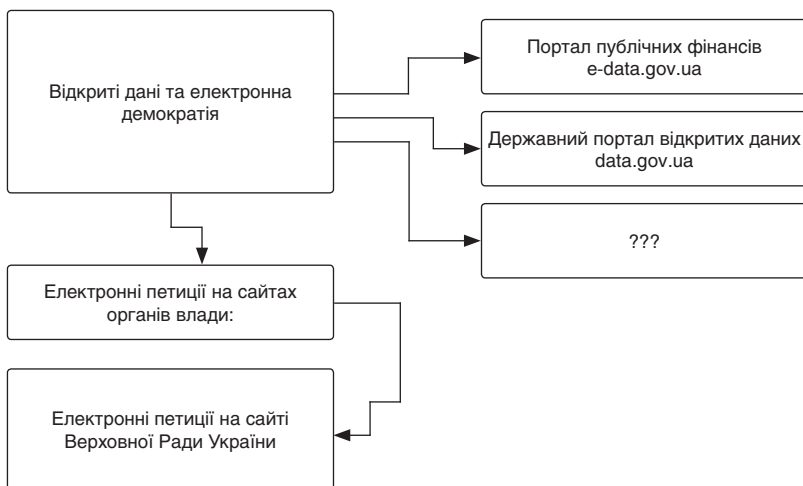 Відкриті дані та електронна
демократія
Портал публічних фінансів
e-data.gov.ua
Державний портал відкритих даних
data.gov.ua
???
Електронні петиції на сайтах
органів влади:
Електронні петиції на сайті
Верховної Ради України